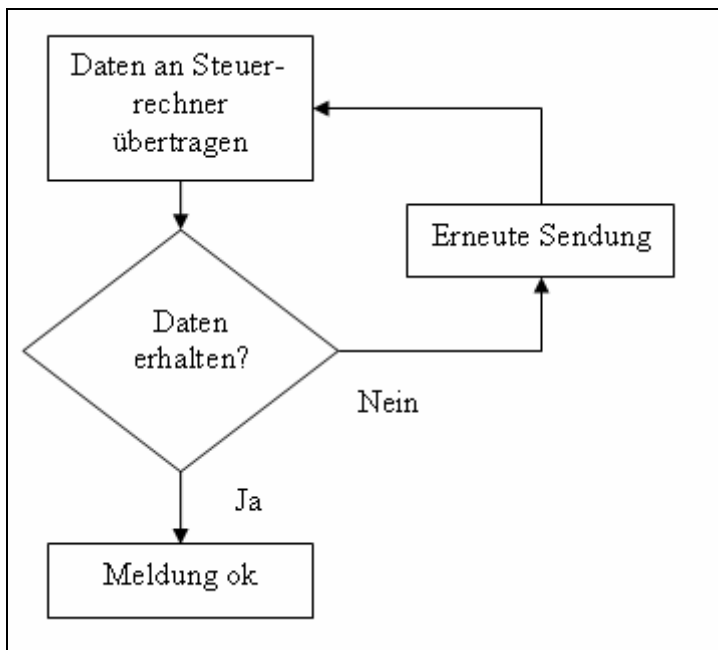 Daten an Steuer-
rechner
übertragen
Erneute Sendung
Daten
erhalten?
Nein
Ja
Meldung ok